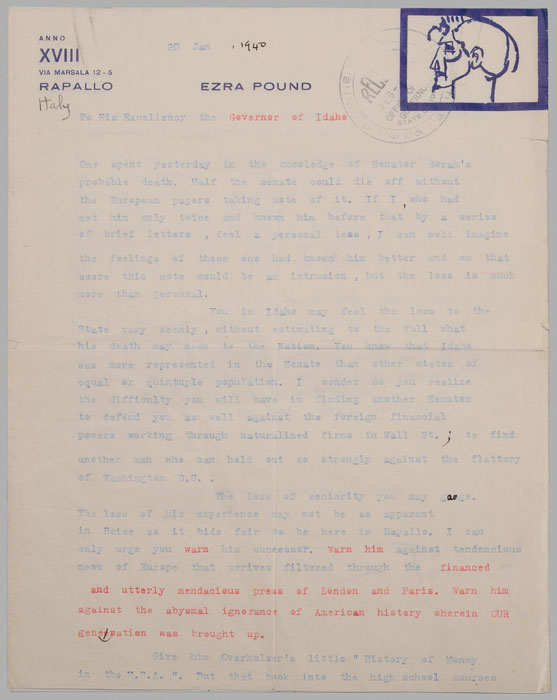 ANNO
XVIII
VIA MARSALA 12-5
RAPALLO
EZRA POUND
Italy
20 Jan , 1940
To His Excellency the Governor of Idaho
One spent yesterday in the knowledge of Senator Borah's
probable death. Half the senate could die off without
the European papers taking note of it. If I , who had
met him only twice and known him before that by a series
of brief letters , feel a personal loss , I can well imagine
the feelings of those who had known him better and on that
score this note would be an intrusion , but the loss is much
more than personal.
You in Idaho may feel the loss to the
State very keenly , without estimating to the full what
his death may mean to the Nation. You know that Idaho
was more represented in the Senate than other states of
equal or quintuple population. I wonder do you realize
the difficulty you will have in finding another Senator
to defend you so well against the foreign financial
powers working through naturalized firms in Wall St. ; to find
another man who can hold out so strongly against the flattery
of Washington D.C. .
The loss of seniority you may
The loss of his experience may not be as apparent
in Boise as it bids fair to be here in Rapallo. I can
only urge you warn his successor. Warn him against tendencious
news of Europe that arrives filtered through the financed
and utterly mendacious press of London and Paris. Warn him
against the abysmal ignorance of American history wherein OUR
generation was brought up.
Give him Overholser's little " History of Money
in the U.S.A. ". Put that book into the high school courses